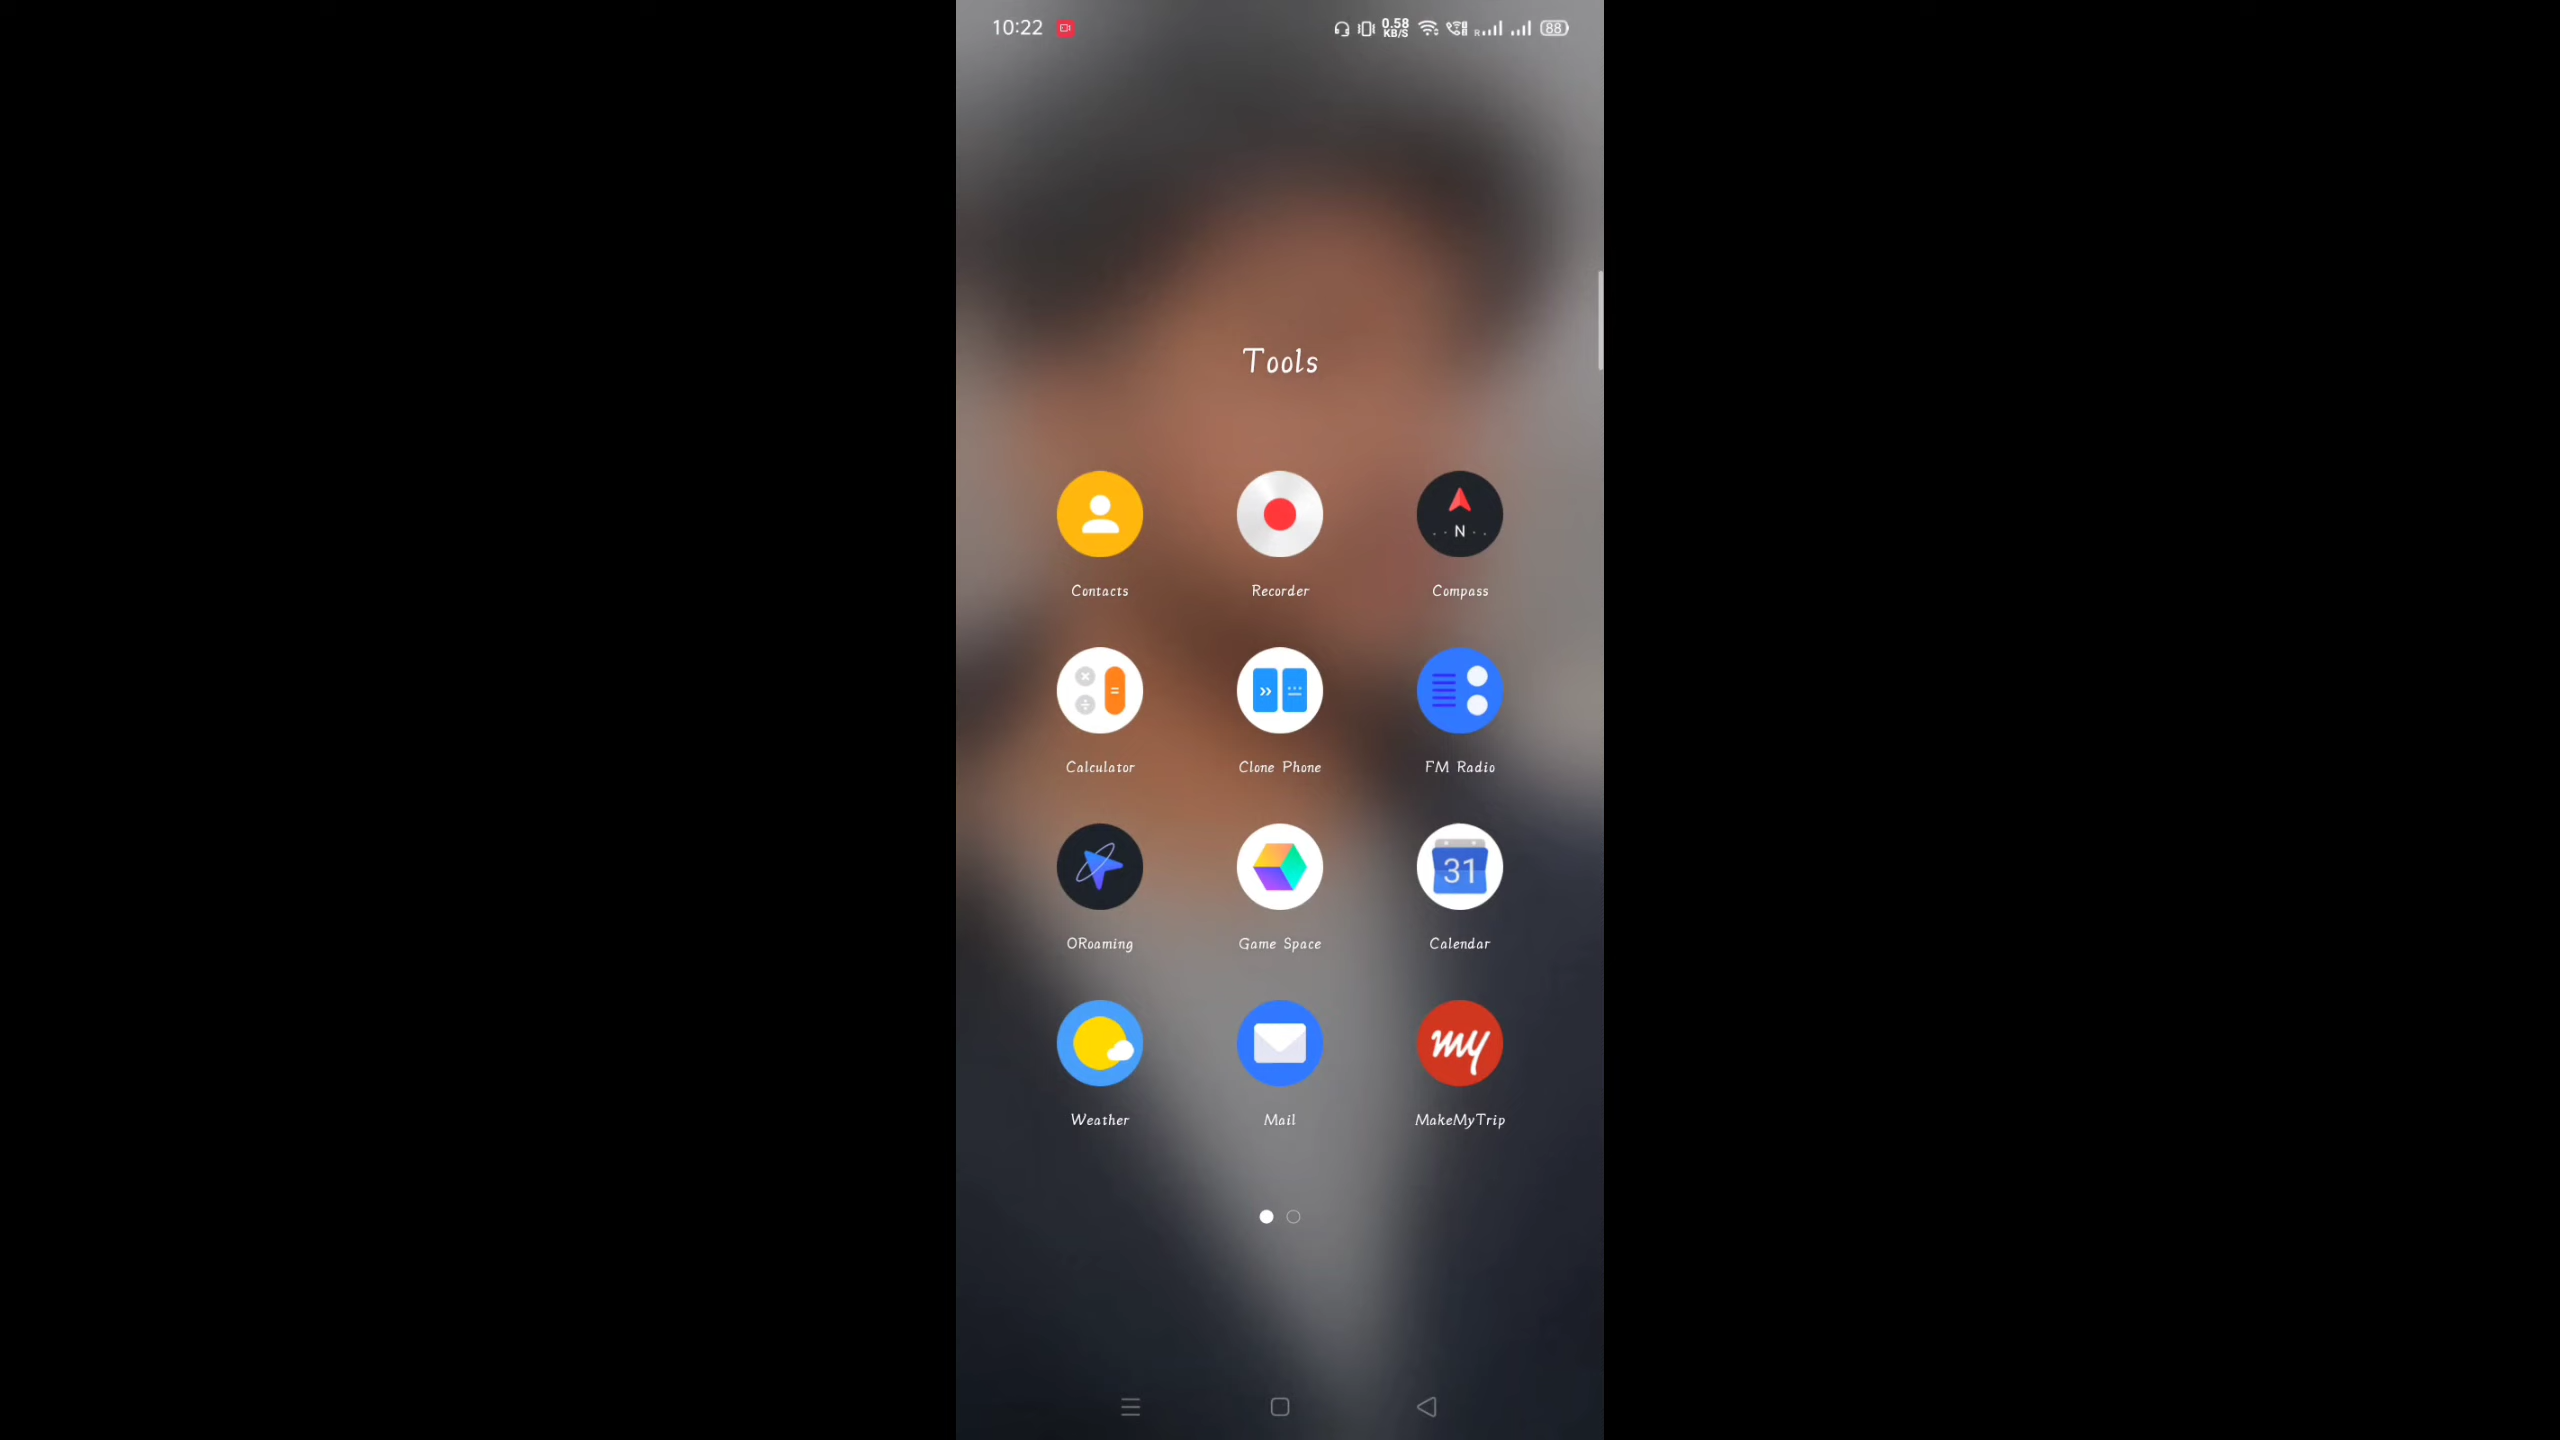 10:22 0.58 KB/S R 88
Tools
N
Contacts Recorder Compass
Calculator Clone Phone FM Radio
31
ORoaming Game Space Calendar
my
Weather Mail MakeMyTrip